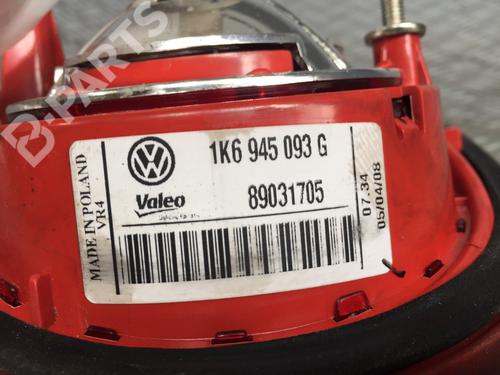 B-PARTS
1K6 945 093 G
Valeo
89031705
MADE IN POLAND
VR4
07.34
05/04/08